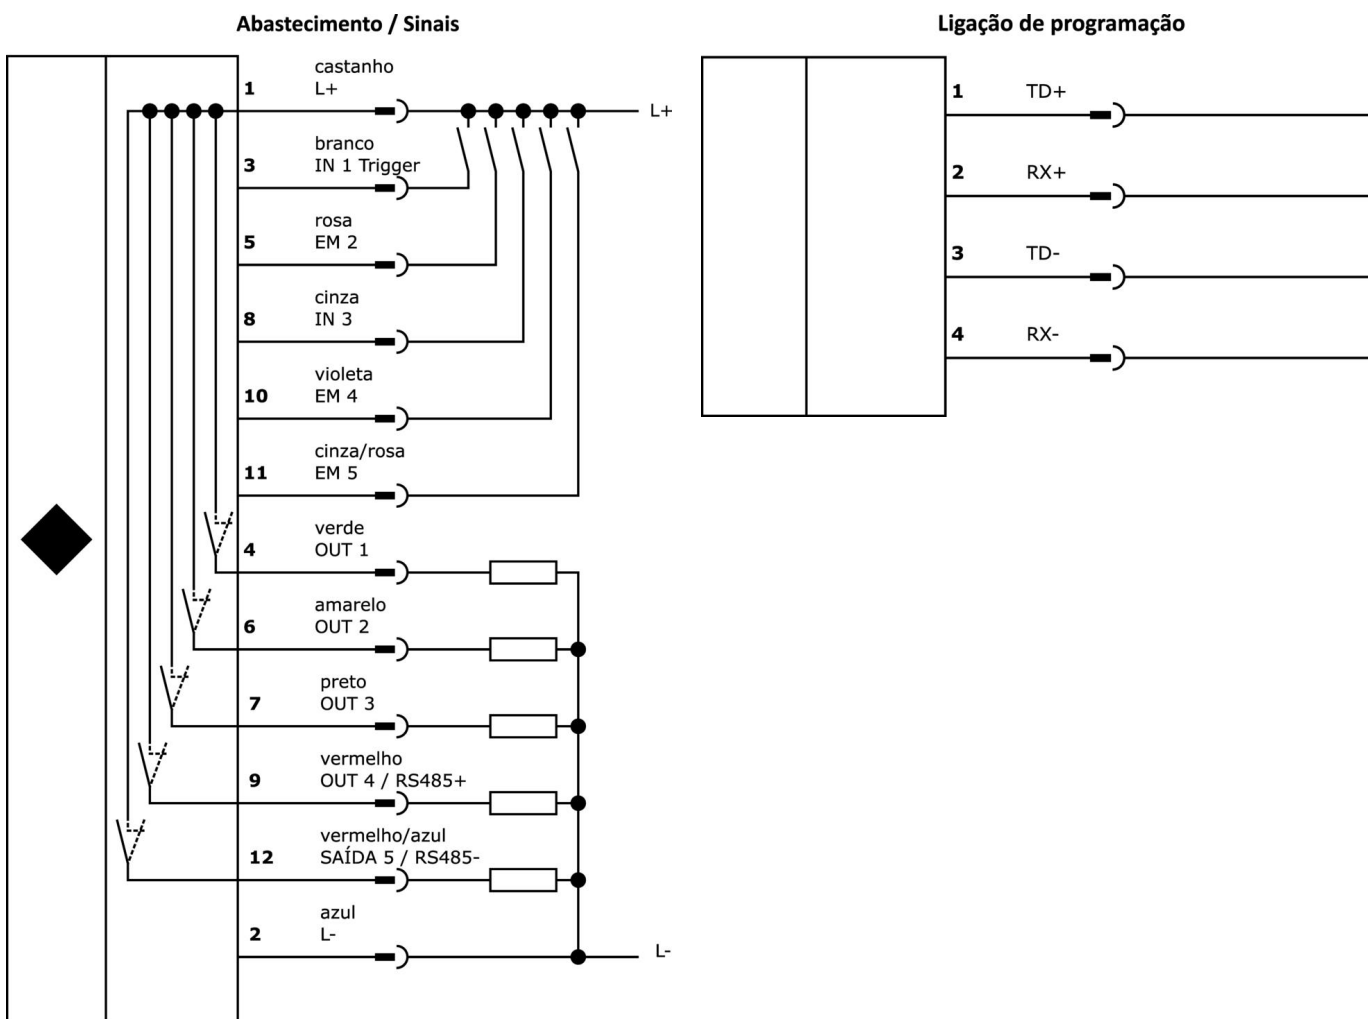 Abastecimento / Sinais
castanho
1 L+
L+
branco
3 IN 1 Trigger
rosa
5 EM 2
cinza
8 IN 3
violeta
10 EM 4
cinza/rosa
11 EM 5
verde
4 OUT 1
amarelo
6 OUT 2
preto
7 OUT 3
vermelho
9 OUT 4 / RS485+
vermelho/azul
12 SAÍDA 5 / RS485-
azul
2 L-
L-
Ligação de programação
1 TD+
2 RX+
3 TD-
4 RX-